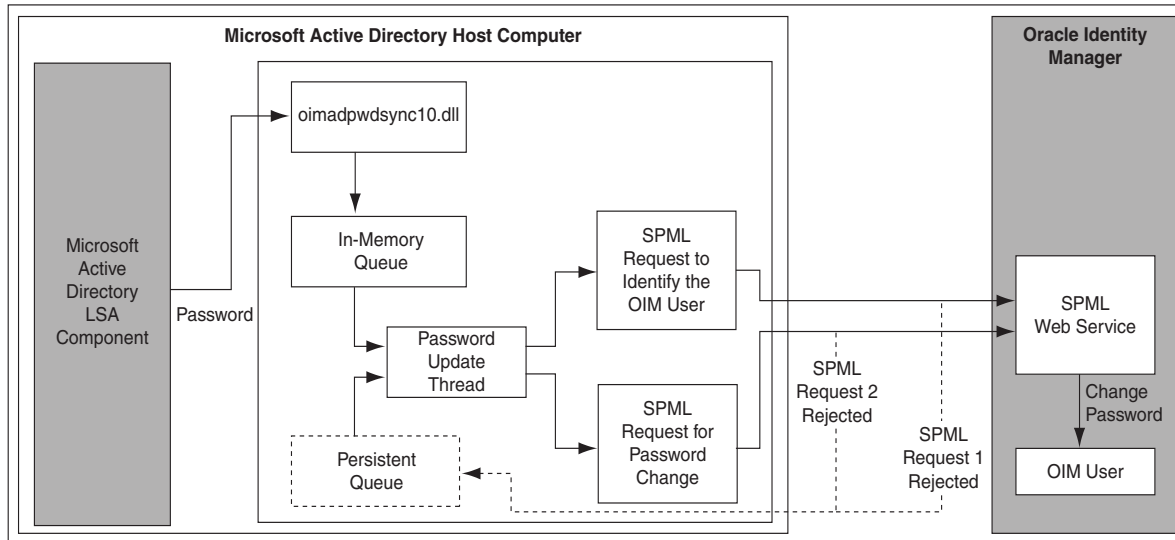 Microsoft Active Directory Host Computer
Oracle Identity
Manager
oimadpwdsync10.dll
Microsoft
Active
Directory
LSA
Component
Password
In-Memory
Queue
Password
Update
Thread
Persistent
Queue
SPML
Request to
Identify the
OIM User
SPML
Request for
Password
Change
SPML
Request 2
Rejected
SPML
Request 1
Rejected
SPML
Web Service
Change
Password
OIM User